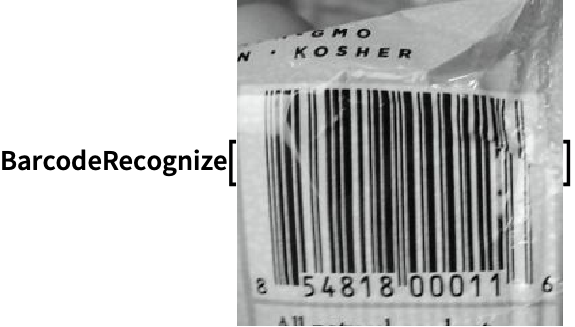 GMO
N · KOSHER
BarcodeRecognize[ ]
8 54818 00011 6